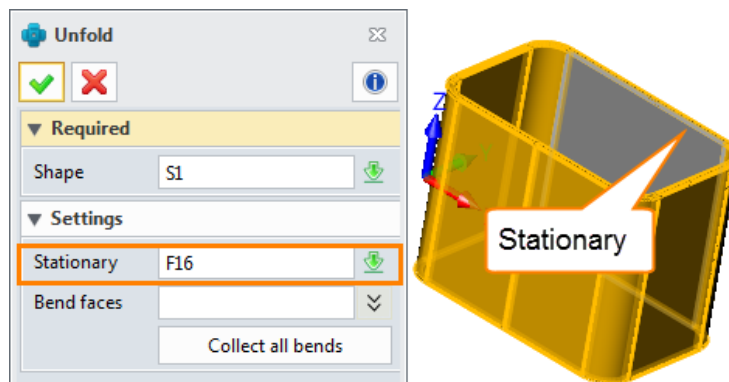 Unfold
Required
Shape S1
Settings
Stationary F16
Bend faces
Collect all bends
Z
Y
Stationary